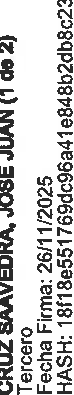 CRUZ SAAVEDRA, JOSE JUAN (1 de 2)
Tercero
Fecha Firma: 26/11/2025
HASH: 18f18e551769dc96a41e848b2db8c23